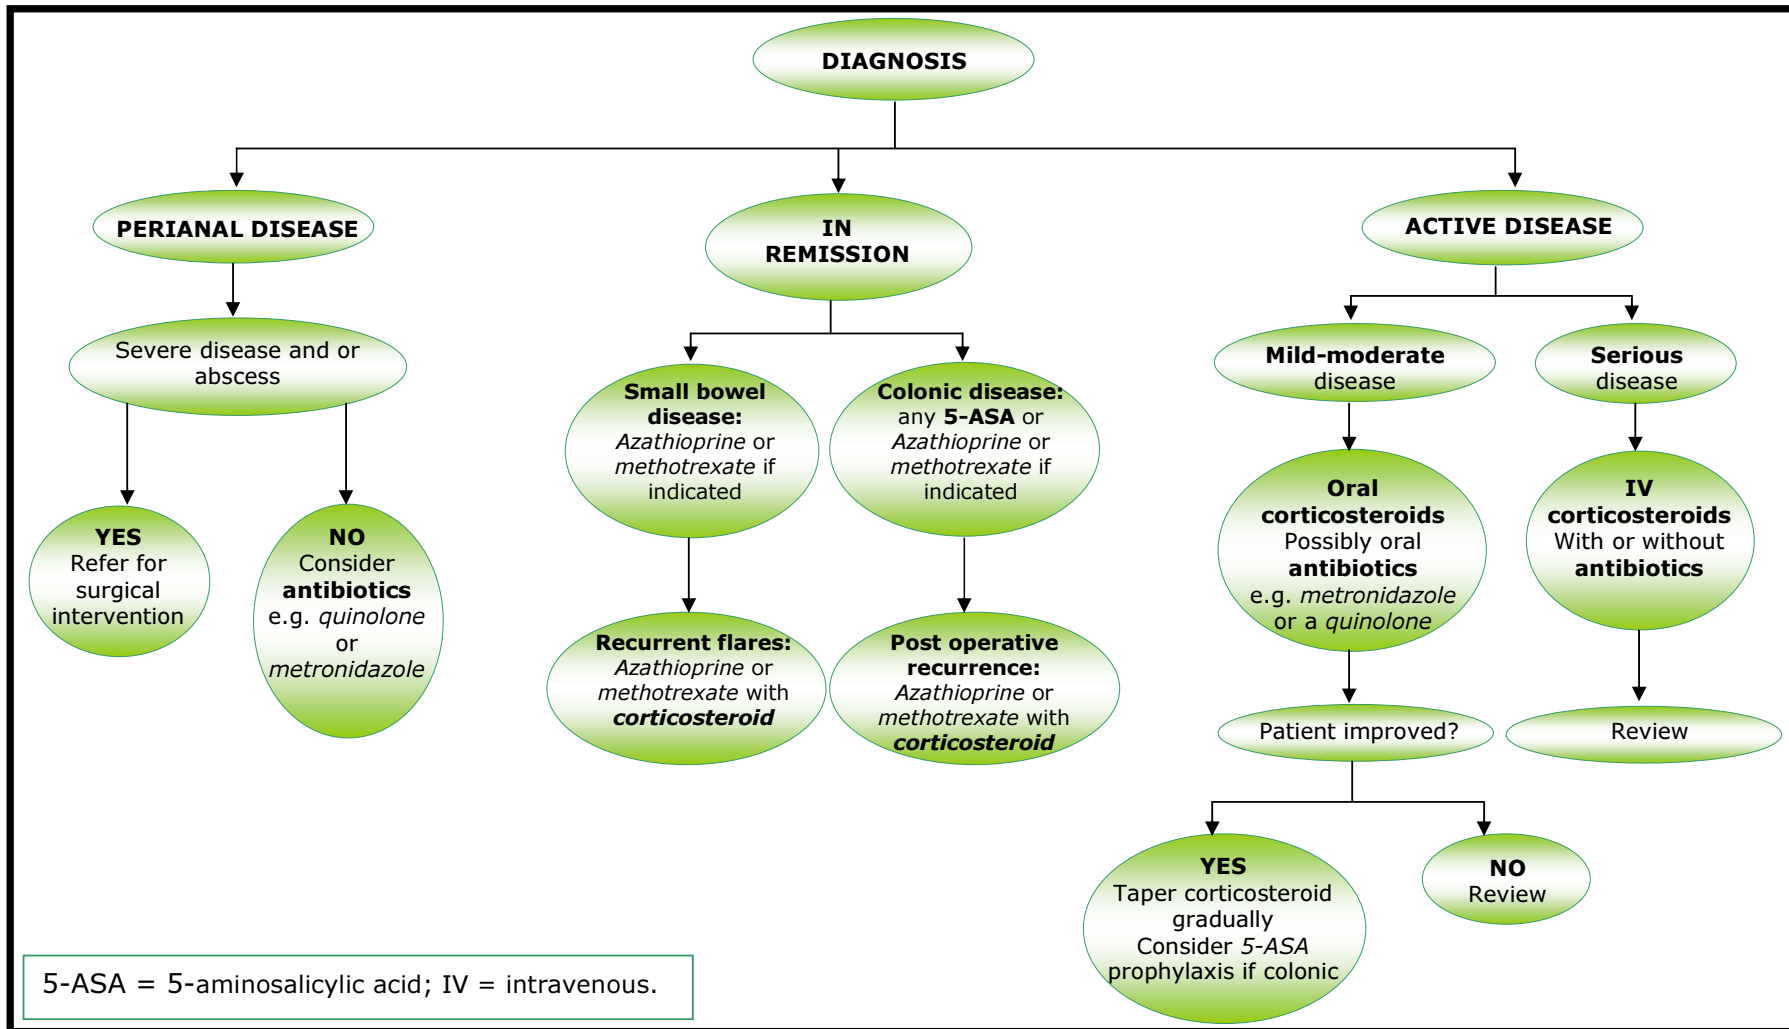 DIAGNOSIS
PERIANAL DISEASE
Severe disease and or
abscess
YES
Refer for
surgical
intervention
NO
Consider
antibiotics
e.g. quinolone
or
metronidazole
IN
REMISSION
Small bowel
disease:
Azathioprine or
methotrexate if
indicated
Recurrent flares:
Azathioprine or
methotrexate with
corticosteroid
Colonic disease:
any 5-ASA or
Azathioprine or
methotrexate if
indicated
Post operative
recurrence:
Azathioprine or
methotrexate with
corticosteroid
ACTIVE DISEASE
Mild-moderate
disease
Oral
corticosteroids
Possibly oral
antibiotics
e.g. metronidazole
or a quinolone
Patient improved?
YES
Taper corticosteroid
gradually
Consider 5-ASA
prophylaxis if colonic
NO
Review
Serious
disease
IV
corticosteroids
With or without
antibiotics
Review
5-ASA = 5-aminosalicylic acid; IV = intravenous.